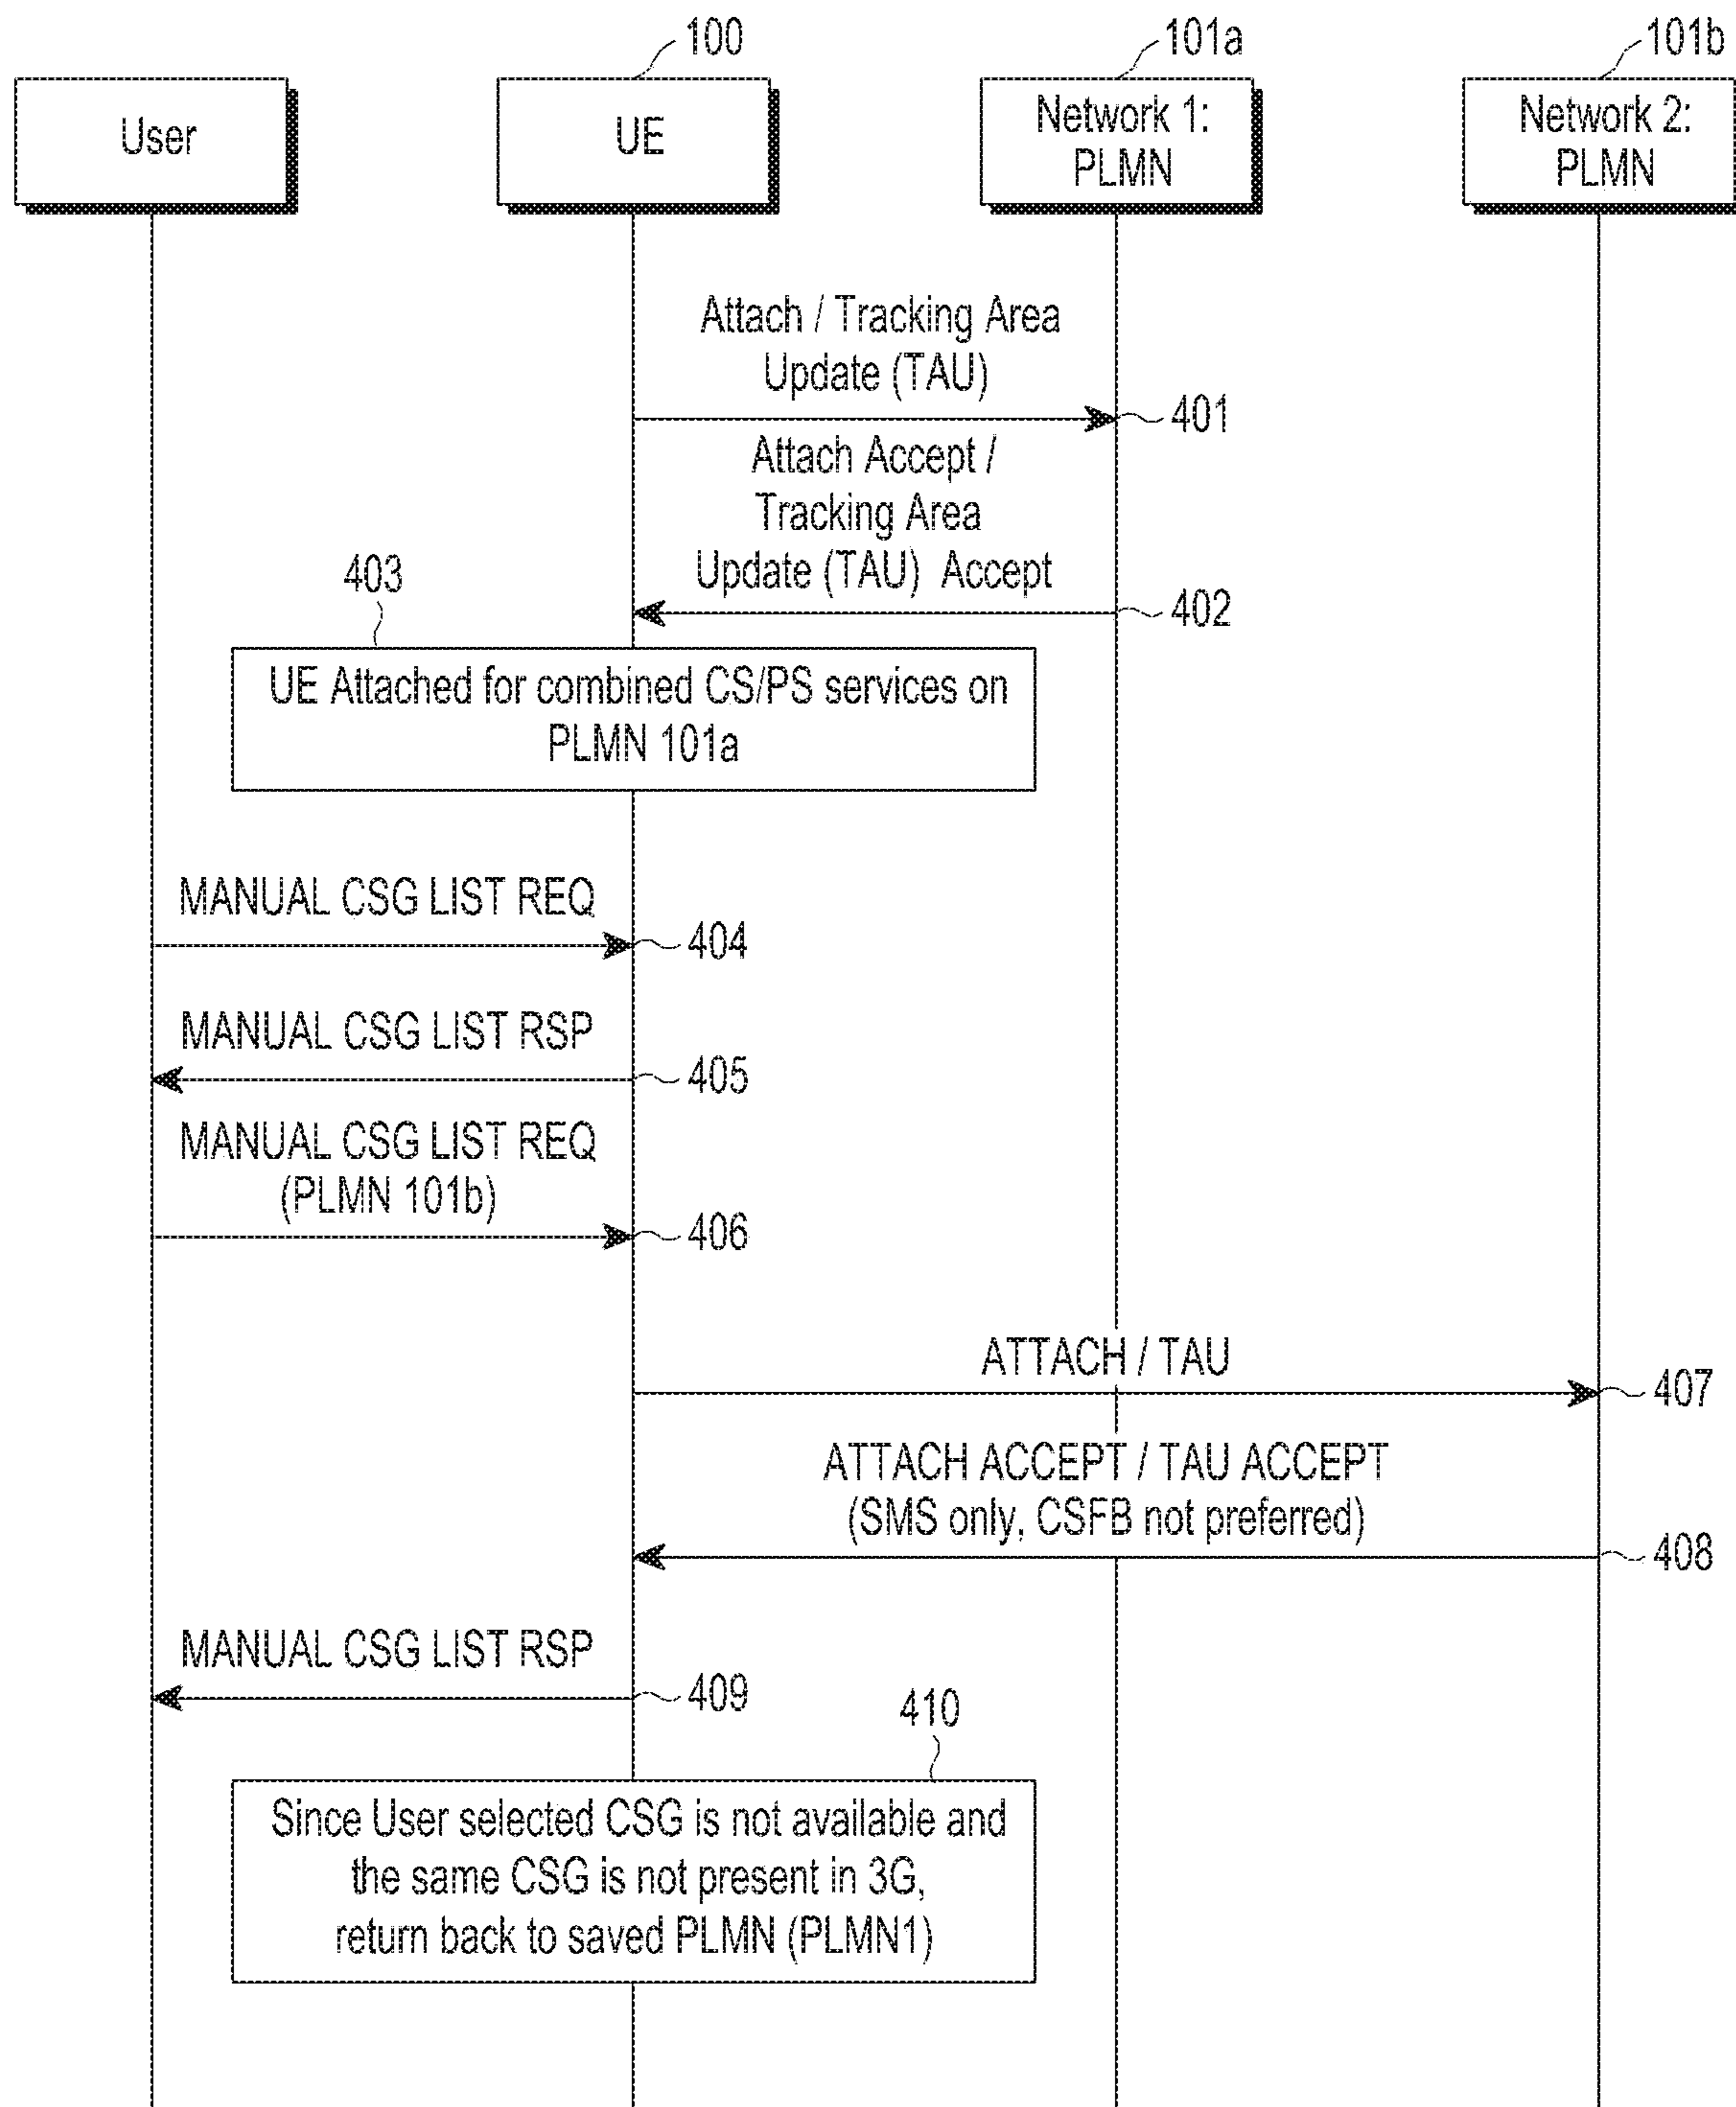 100
101a
101b
User
UE
Network 1:
PLMN
Network 2:
PLMN
Attach / Tracking Area
Update (TAU)
401
Attach Accept /
Tracking Area
Update (TAU) Accept
402
403
UE Attached for combined CS/PS services on
PLMN 101a
MANUAL CSG LIST REQ
404
MANUAL CSG LIST RSP
405
MANUAL CSG LIST REQ
(PLMN 101b)
406
ATTACH / TAU
407
ATTACH ACCEPT / TAU ACCEPT
(SMS only, CSFB not preferred)
408
MANUAL CSG LIST RSP
409
410
Since User selected CSG is not available and
the same CSG is not present in 3G,
return back to saved PLMN (PLMN1)